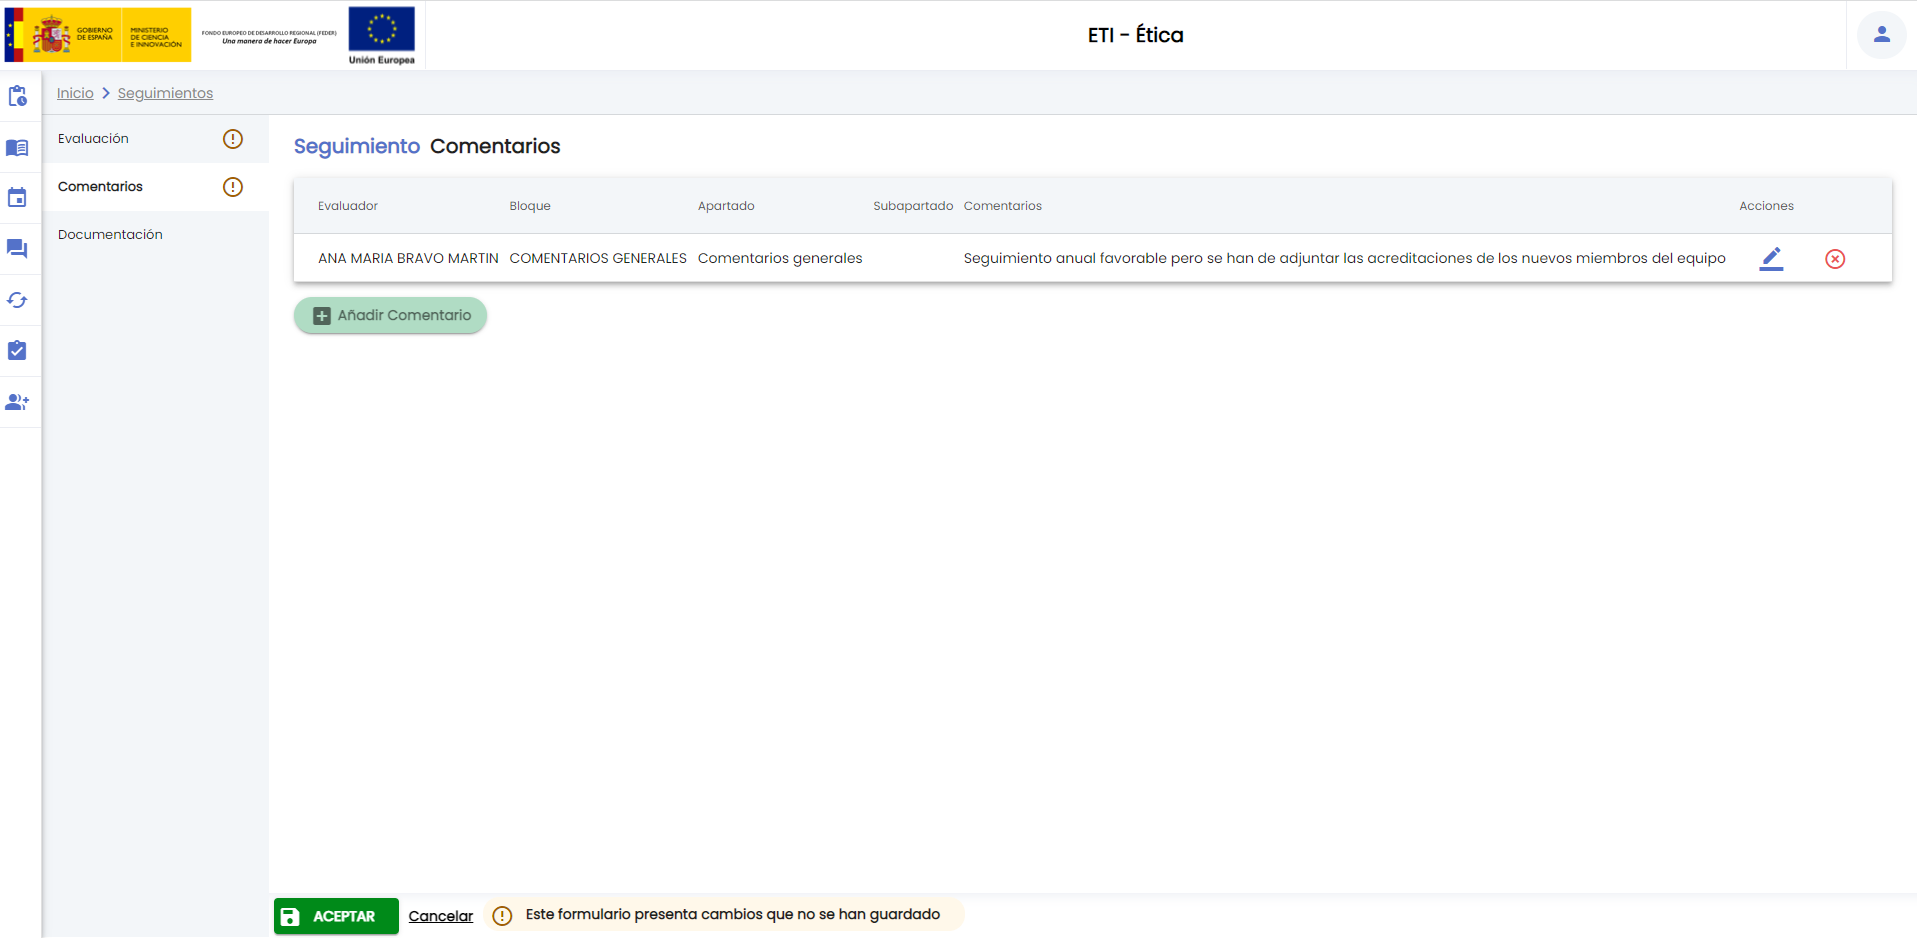 GOBIERNO
DE ESPAÑA
MINISTERIO
DE CIENCIA
E INNOVACIÓN
FONDO EUROPEO DE DESARROLLO REGIONAL (FEDER)
Una manera de hacer Europa
Unión Europea
ETI - Ética
Inicio Seguimientos
Evaluación
Comentarios
Documentación
Seguimiento Comentarios
Evaluador Bloque Apartado Subapartado Comentarios Acciones
ANA MARIA BRAVO MARTIN COMENTARIOS GENERALES Comentarios generales Seguimiento anual favorable pero se han de adjuntar las acreditaciones de los nuevos miembros del equipo
Añadir Comentario
ACEPTAR Cancelar Este formulario presenta cambios que no se han guardado